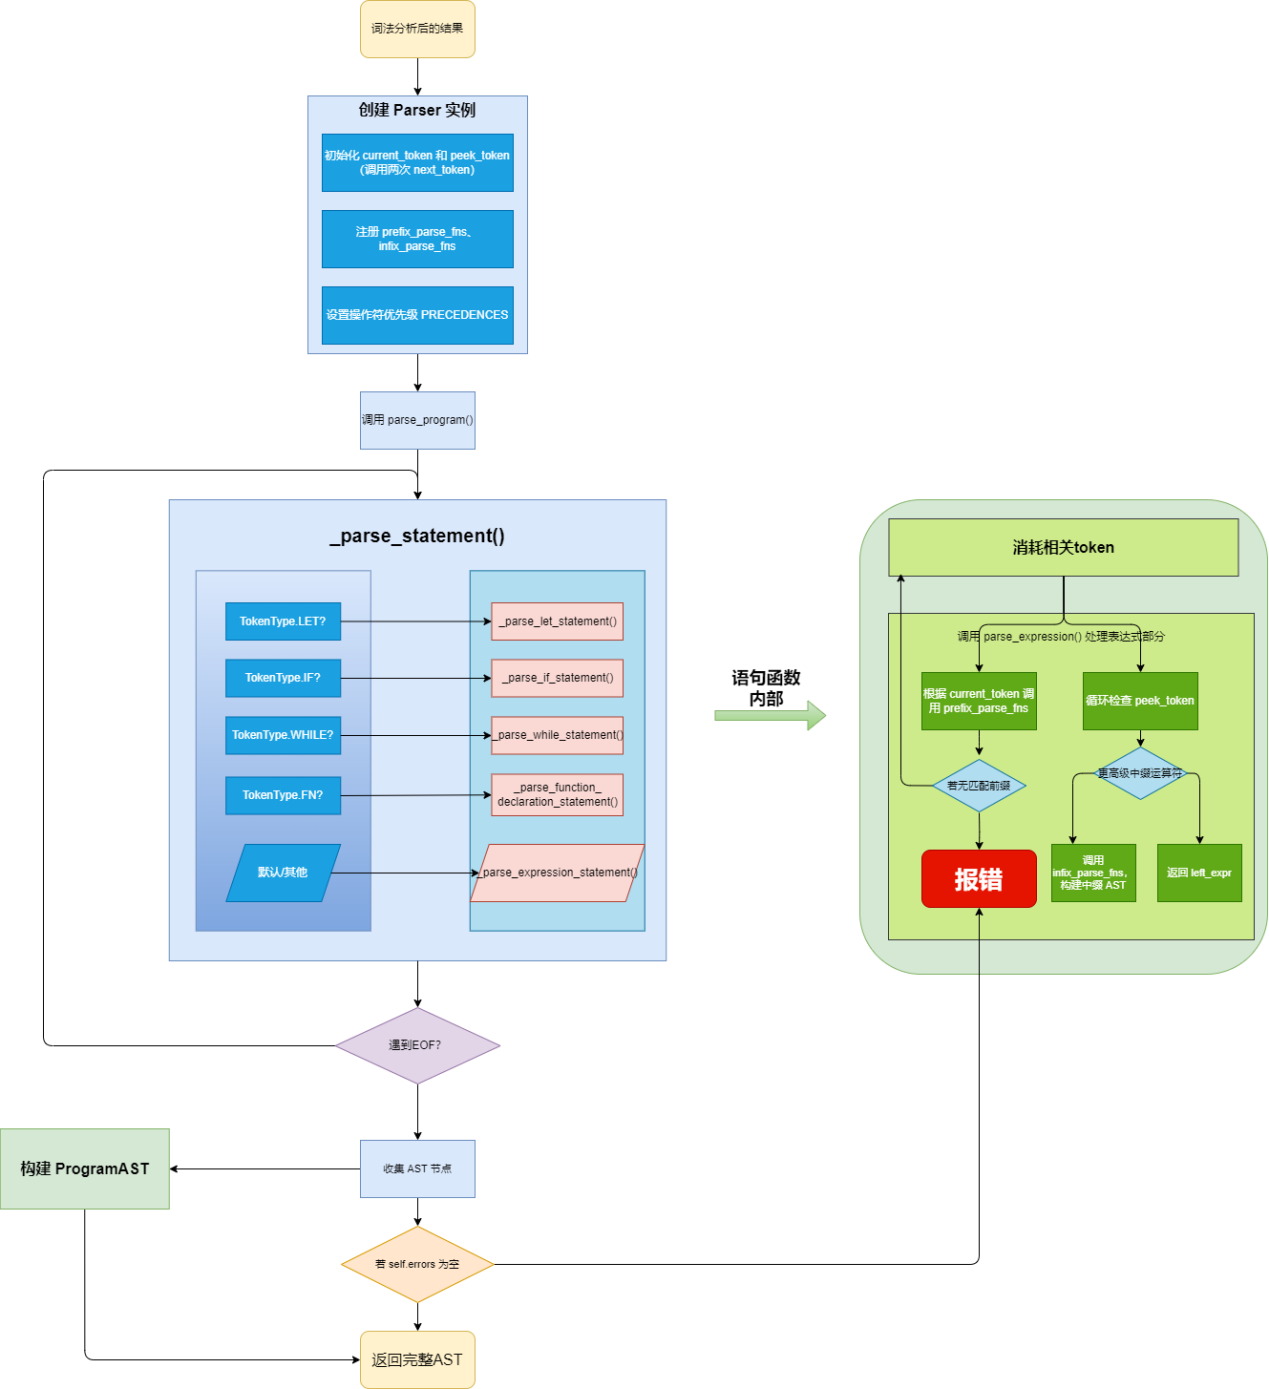 词法分析后的结果
创建 Parser 实例
初始化 current_token 和 peek_token
（调用两次 next_token）
注册 prefix_parse_fns、
infix_parse_fns
设置操作符优先级 PRECEDENCES
调用 parse_program()
_parse_statement()
TokenType.LET?
_parse_let_statement()
TokenType.IF?
_parse_if_statement()
TokenType.WHILE?
_parse_while_statement()
TokenType.FN?
_parse_function_
declaration_statement()
默认/其他
_parse_expression_statement()
语句函数
内部
消耗相关token
调用 parse_expression() 处理表达式部分
根据 current_token 调
用 prefix_parse_fns
循环检查 peek_token
若无匹配前缀
更高级中缀运算符
报错
调用
infix_parse_fns，
构建中缀 AST
返回 left_expr
遇到EOF？
收集 AST 节点
构建 ProgramAST
若 self.errors 为空
返回完整AST